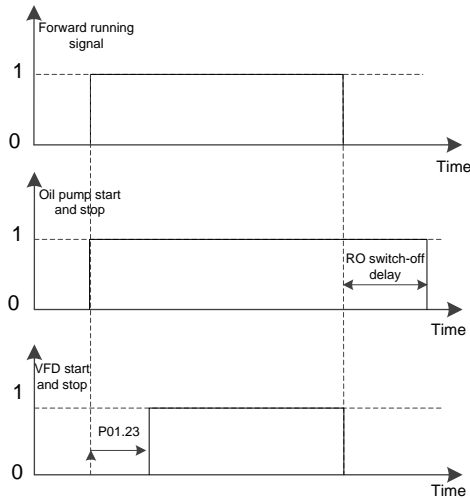 Forward running
signal
1
0
Time
Oil pump start
and stop
1
RO switch-off
delay
0
Time
VFD start
and stop
1
P01.23
0
Time